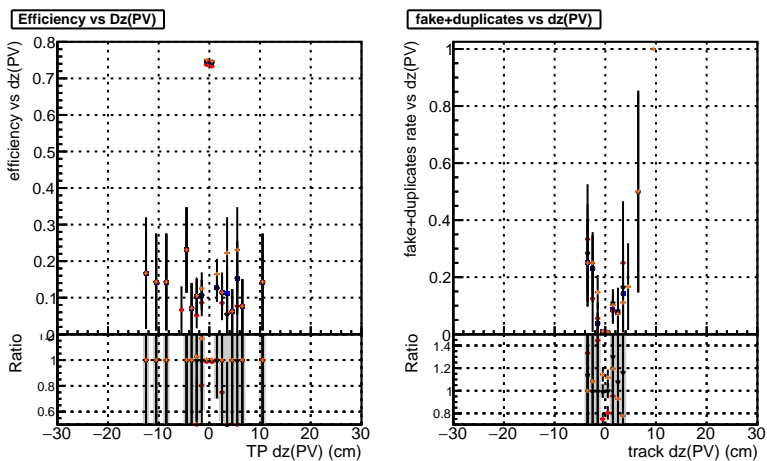 Efficiency vs Dz(PV)
efficiency vs dz(PV)
0.8
0.7
0.6
0.5
0.4
0.3
0.2
0.1
0
Ratio
1.2
1
0.8
0.6
−30 −20 −10 0 10 20 30
TP dz(PV) (cm)
fake+duplicates vs dz(PV)
fake+duplicates rate vs dz(PV)
1
0.8
0.6
0.4
0.2
0
Ratio
1.4
1.2
1
0.8
−30 −20 −10 0 10 20 30
track dz(PV) (cm)